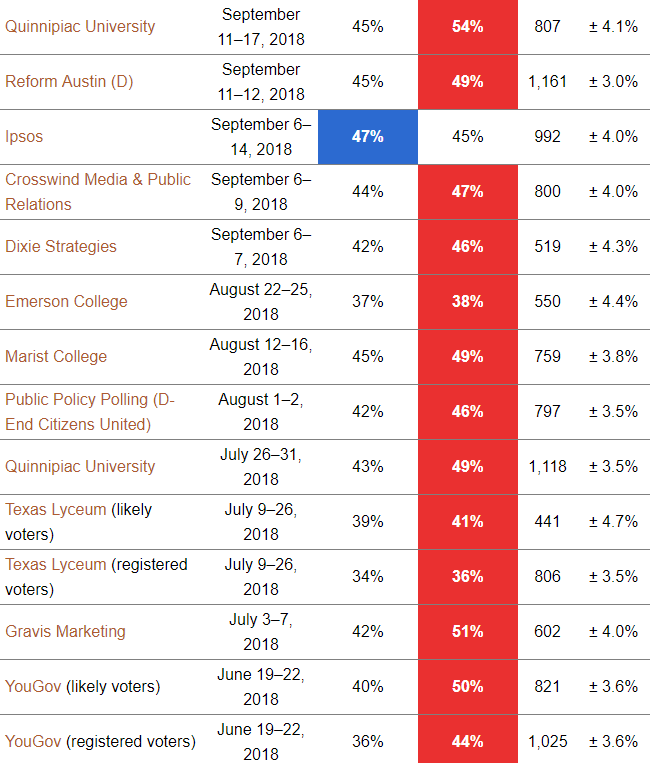 Quinnipiac University September 11–17, 2018 45% 54% 807 ± 4.1%
Reform Austin (D) September 11–12, 2018 45% 49% 1,161 ± 3.0%
Ipsos September 6–14, 2018 47% 45% 992 ± 4.0%
Crosswind Media & Public Relations September 6–9, 2018 44% 47% 800 ± 4.0%
Dixie Strategies September 6–7, 2018 42% 46% 519 ± 4.3%
Emerson College August 22–25, 2018 37% 38% 550 ± 4.4%
Marist College August 12–16, 2018 45% 49% 759 ± 3.8%
Public Policy Polling (D-End Citizens United) August 1–2, 2018 42% 46% 797 ± 3.5%
Quinnipiac University July 26–31, 2018 43% 49% 1,118 ± 3.5%
Texas Lyceum (likely voters) July 9–26, 2018 39% 41% 441 ± 4.7%
Texas Lyceum (registered voters) July 9–26, 2018 34% 36% 806 ± 3.5%
Gravis Marketing July 3–7, 2018 42% 51% 602 ± 4.0%
YouGov (likely voters) June 19–22, 2018 40% 50% 821 ± 3.6%
YouGov (registered voters) June 19–22, 2018 36% 44% 1,025 ± 3.6%